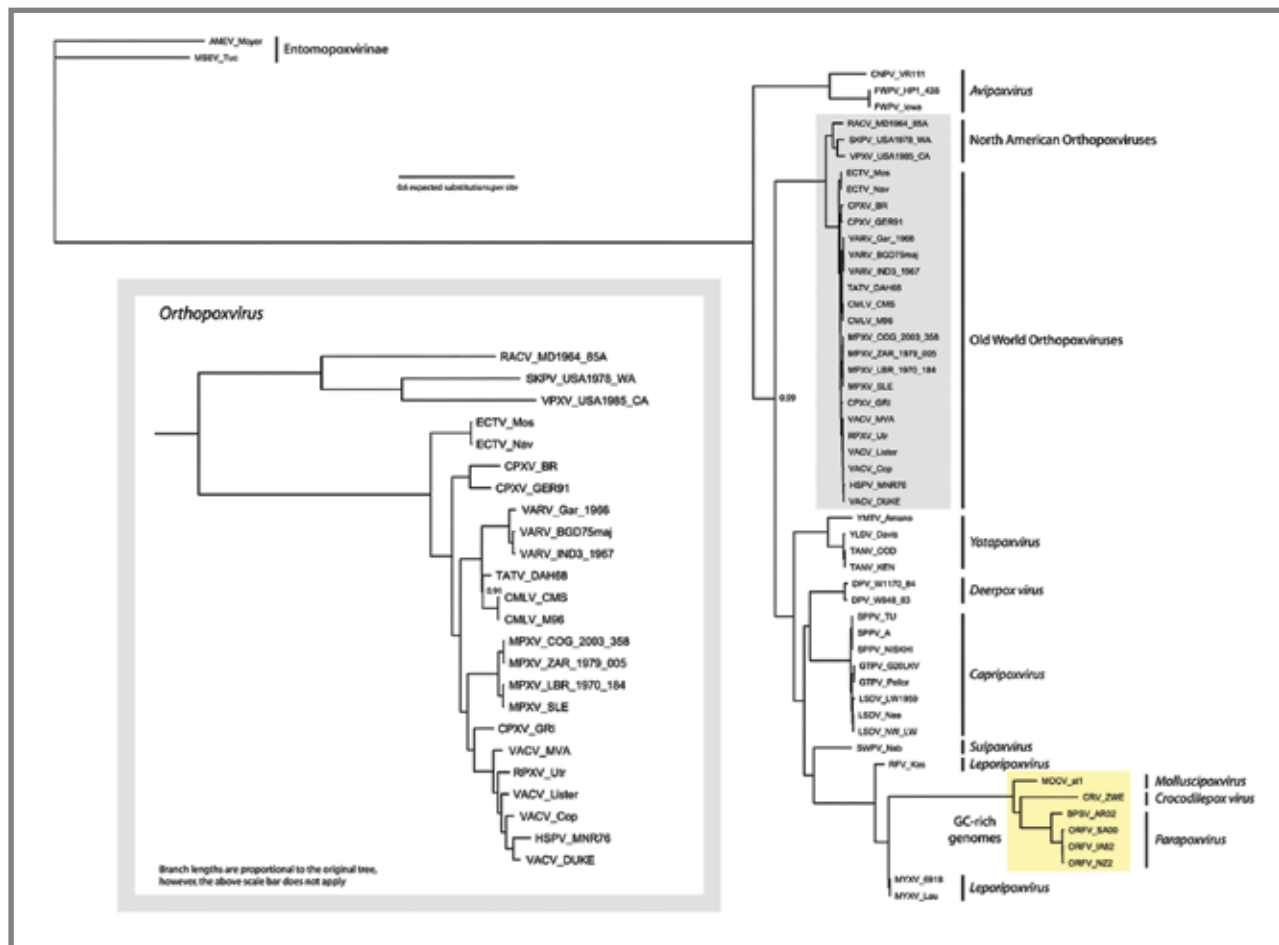 AMEV_Moyer
MSEV_Tuc
Entomopoxvirinae
0.6 expected substitutions per site
CNPV_VR111
FWPV_HP1_438
FWPV_Iowa
Avipoxvirus
RACV_MD1964_85A
SKPV_USA1978_WA
VPXV_USA1985_CA
North American Orthopoxviruses
ECTV_Mos
ECTV_Nav
CPXV_BR
CPXV_GER91
VARV_Gar_1966
VARV_BGD75maj
VARV_IND3_1967
TATV_DAH68
CMLV_CMS
CMLV_M96
MPXV_COG_2003_358
MPXV_ZAR_1979_005
MPXV_LBR_1970_184
MPXV_SLE
CPXV_GRI
VACV_MVA
RPXV_Utr
VACV_Lister
VACV_Cop
HSPV_MNR76
VACV_DUKE
Old World Orthopoxviruses
0.99
YMTV_Amano
YLDV_Davis
TANV_COD
TANV_KEN
Yatapoxvirus
DPV_W1170_84
DPV_W848_83
Deerpox virus
SPPV_TU
SPPV_A
SPPV_NISKHI
GTPV_G20LKV
GTPV_Pellor
LSDV_LW1959
LSDV_Nee
LSDV_NW_LW
Capripoxvirus
SWPV_Neb
Suipoxvirus
RFV_Kas
Leporipoxvirus
MOCV_st1
Molluscipoxvirus
CRV_ZWE
Crocodilepox virus
BPSV_AR02
ORFV_SA00
ORFV_IA82
ORFV_NZ2
Parapoxvirus
GC-rich
genomes
MYXV_6918
MYXV_Lau
Leporipoxvirus
Orthopoxvirus
RACV_MD1964_85A
SKPV_USA1978_WA
VPXV_USA1985_CA
ECTV_Mos
ECTV_Nav
CPXV_BR
CPXV_GER91
VARV_Gar_1966
VARV_BGD75maj
VARV_IND3_1967
TATV_DAH68
0.91
CMLV_CMS
CMLV_M96
MPXV_COG_2003_358
MPXV_ZAR_1979_005
MPXV_LBR_1970_184
MPXV_SLE
CPXV_GRI
VACV_MVA
RPXV_Utr
VACV_Lister
VACV_Cop
HSPV_MNR76
VACV_DUKE
Branch lengths are proportional to the original tree,
however, the above scale bar does not apply